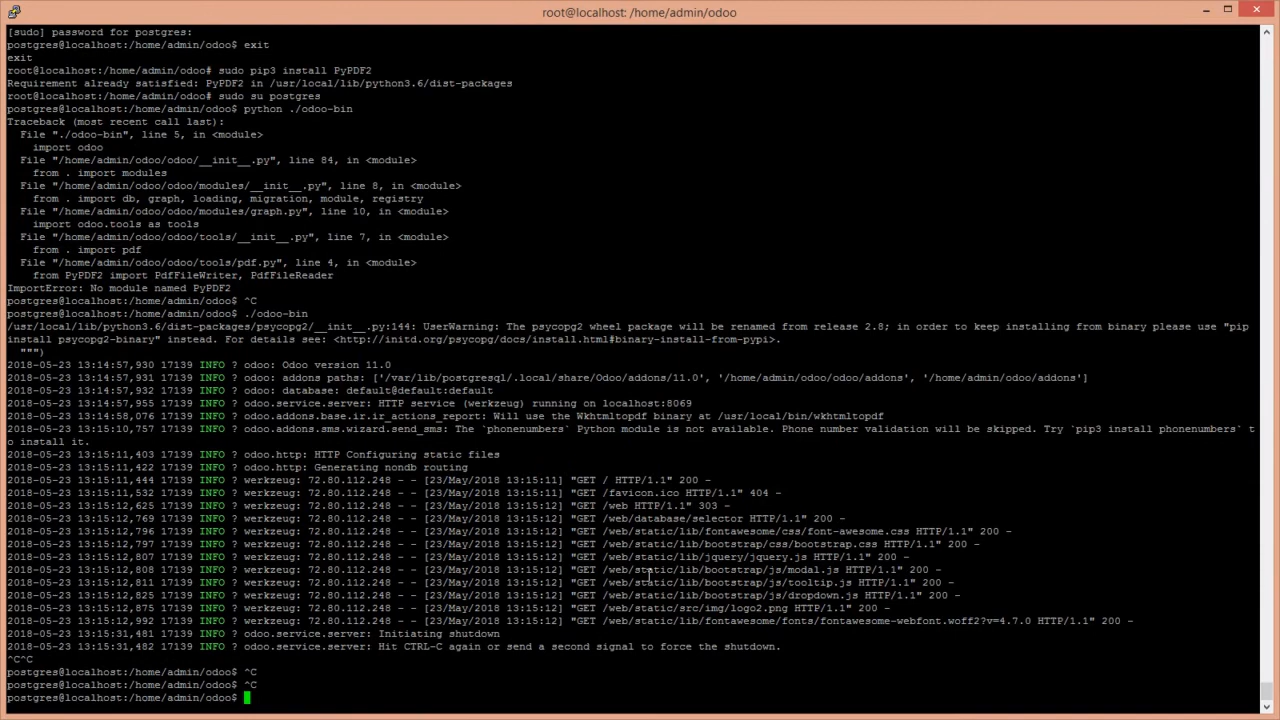 root@localhost: /home/admin/odoo
[sudo] password for postgres:
postgres@localhost:/home/admin/odoo$ exit
exit
root@localhost:/home/admin/odoo# sudo pip3 install PyPDF2
Requirement already satisfied: PyPDF2 in /usr/local/lib/python3.6/dist-packages
root@localhost:/home/admin/odoo# sudo su postgres
postgres@localhost:/home/admin/odoo$ python ./odoo-bin
Traceback (most recent call last):
  File "./odoo-bin", line 5, in <module>
    import odoo
  File "/home/admin/odoo/odoo/__init__.py", line 84, in <module>
    from . import modules
  File "/home/admin/odoo/odoo/modules/__init__.py", line 8, in <module>
    from . import db, graph, loading, migration, module, registry
  File "/home/admin/odoo/odoo/modules/graph.py", line 10, in <module>
    import odoo.tools as tools
  File "/home/admin/odoo/odoo/tools/__init__.py", line 7, in <module>
    from . import pdf
  File "/home/admin/odoo/odoo/tools/pdf.py", line 4, in <module>
    from PyPDF2 import PdfFileWriter, PdfFileReader
ImportError: No module named PyPDF2
postgres@localhost:/home/admin/odoo$ ^C
postgres@localhost:/home/admin/odoo$ ./odoo-bin
/usr/local/lib/python3.6/dist-packages/psycopg2/__init__.py:144: UserWarning: The psycopg2 wheel package will be renamed from release 2.8; in order to keep installing from binary please use "pip
install psycopg2-binary" instead. For details see: <http://initd.org/psycopg/docs/install.html#binary-install-from-pypi>.
  """)
2018-05-23 13:14:57,930 17139 INFO ? odoo: Odoo version 11.0
2018-05-23 13:14:57,931 17139 INFO ? odoo: addons paths: ['/var/lib/postgresql/.local/share/Odoo/addons/11.0', '/home/admin/odoo/odoo/addons', '/home/admin/odoo/addons']
2018-05-23 13:14:57,932 17139 INFO ? odoo: database: default@default:default
2018-05-23 13:14:58,039 17139 INFO ? odoo.service.server: HTTP service (werkzeug) running on localhost:8069
2018-05-23 13:14:58,076 17139 INFO ? odoo.addons.base.ir.ir_actions_report: Will use the Wkhtmltopdf binary at /usr/local/bin/wkhtmltopdf
2018-05-23 13:15:10,757 17139 INFO ? odoo.addons.sms.wizard.send_sms: The `phonenumbers` Python module is not available. Phone number validation will be skipped. Try `pip3 install phonenumbers` t
o install it.
2018-05-23 13:15:11,403 17139 INFO ? odoo.http: HTTP Configuring static files
2018-05-23 13:15:11,422 17139 INFO ? odoo.http: Generating nondb routing
2018-05-23 13:15:11,444 17139 INFO ? werkzeug: 72.80.112.248 - - [23/May/2018 13:15:11] "GET / HTTP/1.1" 200 -
2018-05-23 13:15:11,532 17139 INFO ? werkzeug: 72.80.112.248 - - [23/May/2018 13:15:11] "GET /favicon.ico HTTP/1.1" 404 -
2018-05-23 13:15:12,625 17139 INFO ? werkzeug: 72.80.112.248 - - [23/May/2018 13:15:12] "GET /web HTTP/1.1" 303 -
2018-05-23 13:15:12,769 17139 INFO ? werkzeug: 72.80.112.248 - - [23/May/2018 13:15:12] "GET /web/database/selector HTTP/1.1" 200 -
2018-05-23 13:15:12,796 17139 INFO ? werkzeug: 72.80.112.248 - - [23/May/2018 13:15:12] "GET /web/static/lib/fontawesome/css/font-awesome.css HTTP/1.1" 200 -
2018-05-23 13:15:12,797 17139 INFO ? werkzeug: 72.80.112.248 - - [23/May/2018 13:15:12] "GET /web/static/lib/bootstrap/css/bootstrap.css HTTP/1.1" 200 -
2018-05-23 13:15:12,807 17139 INFO ? werkzeug: 72.80.112.248 - - [23/May/2018 13:15:12] "GET /web/static/lib/jquery/jquery.js HTTP/1.1" 200 -
2018-05-23 13:15:12,808 17139 INFO ? werkzeug: 72.80.112.248 - - [23/May/2018 13:15:12] "GET /web/static/lib/bootstrap/js/modal.js HTTP/1.1" 200 -
2018-05-23 13:15:12,811 17139 INFO ? werkzeug: 72.80.112.248 - - [23/May/2018 13:15:12] "GET /web/static/lib/bootstrap/js/tooltip.js HTTP/1.1" 200 -
2018-05-23 13:15:12,825 17139 INFO ? werkzeug: 72.80.112.248 - - [23/May/2018 13:15:12] "GET /web/static/lib/bootstrap/js/dropdown.js HTTP/1.1" 200 -
2018-05-23 13:15:12,875 17139 INFO ? werkzeug: 72.80.112.248 - - [23/May/2018 13:15:12] "GET /web/static/src/img/logo2.png HTTP/1.1" 200 -
2018-05-23 13:15:12,992 17139 INFO ? werkzeug: 72.80.112.248 - - [23/May/2018 13:15:12] "GET /web/static/lib/fontawesome/fonts/fontawesome-webfont.woff2?v=4.7.0 HTTP/1.1" 200 -
2018-05-23 13:15:31,481 17139 INFO ? odoo.service.server: Initiating shutdown
2018-05-23 13:15:31,482 17139 INFO ? odoo.service.server: Hit CTRL-C again or send a second signal to force the shutdown.
^C^C
postgres@localhost:/home/admin/odoo$ ^C
postgres@localhost:/home/admin/odoo$ ^C
postgres@localhost:/home/admin/odoo$